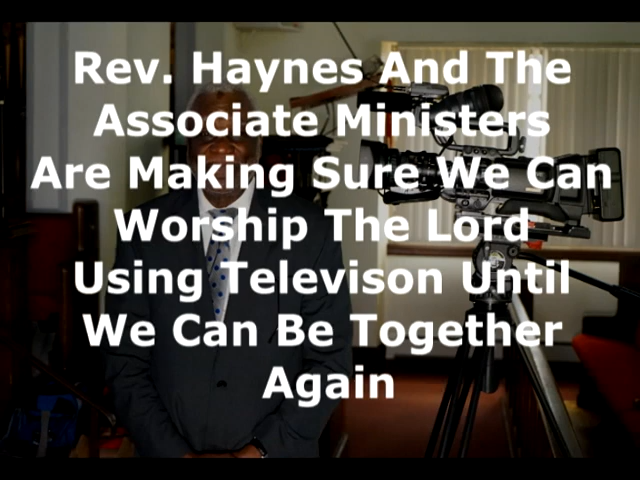 Rev. Haynes And The
Associate Ministers
Are Making Sure We Can
Worship The Lord
Using Televison Until
We Can Be Together
Again